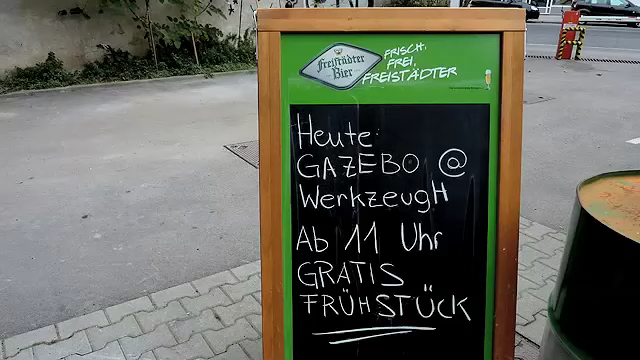 Freistädter
Bier
FRISCH,
FREI,
FREISTÄDTER
Heute:
GAZEBO @
WerkzeugH
Ab 11 Uhr
GRATIS
FRÜHSTÜCK